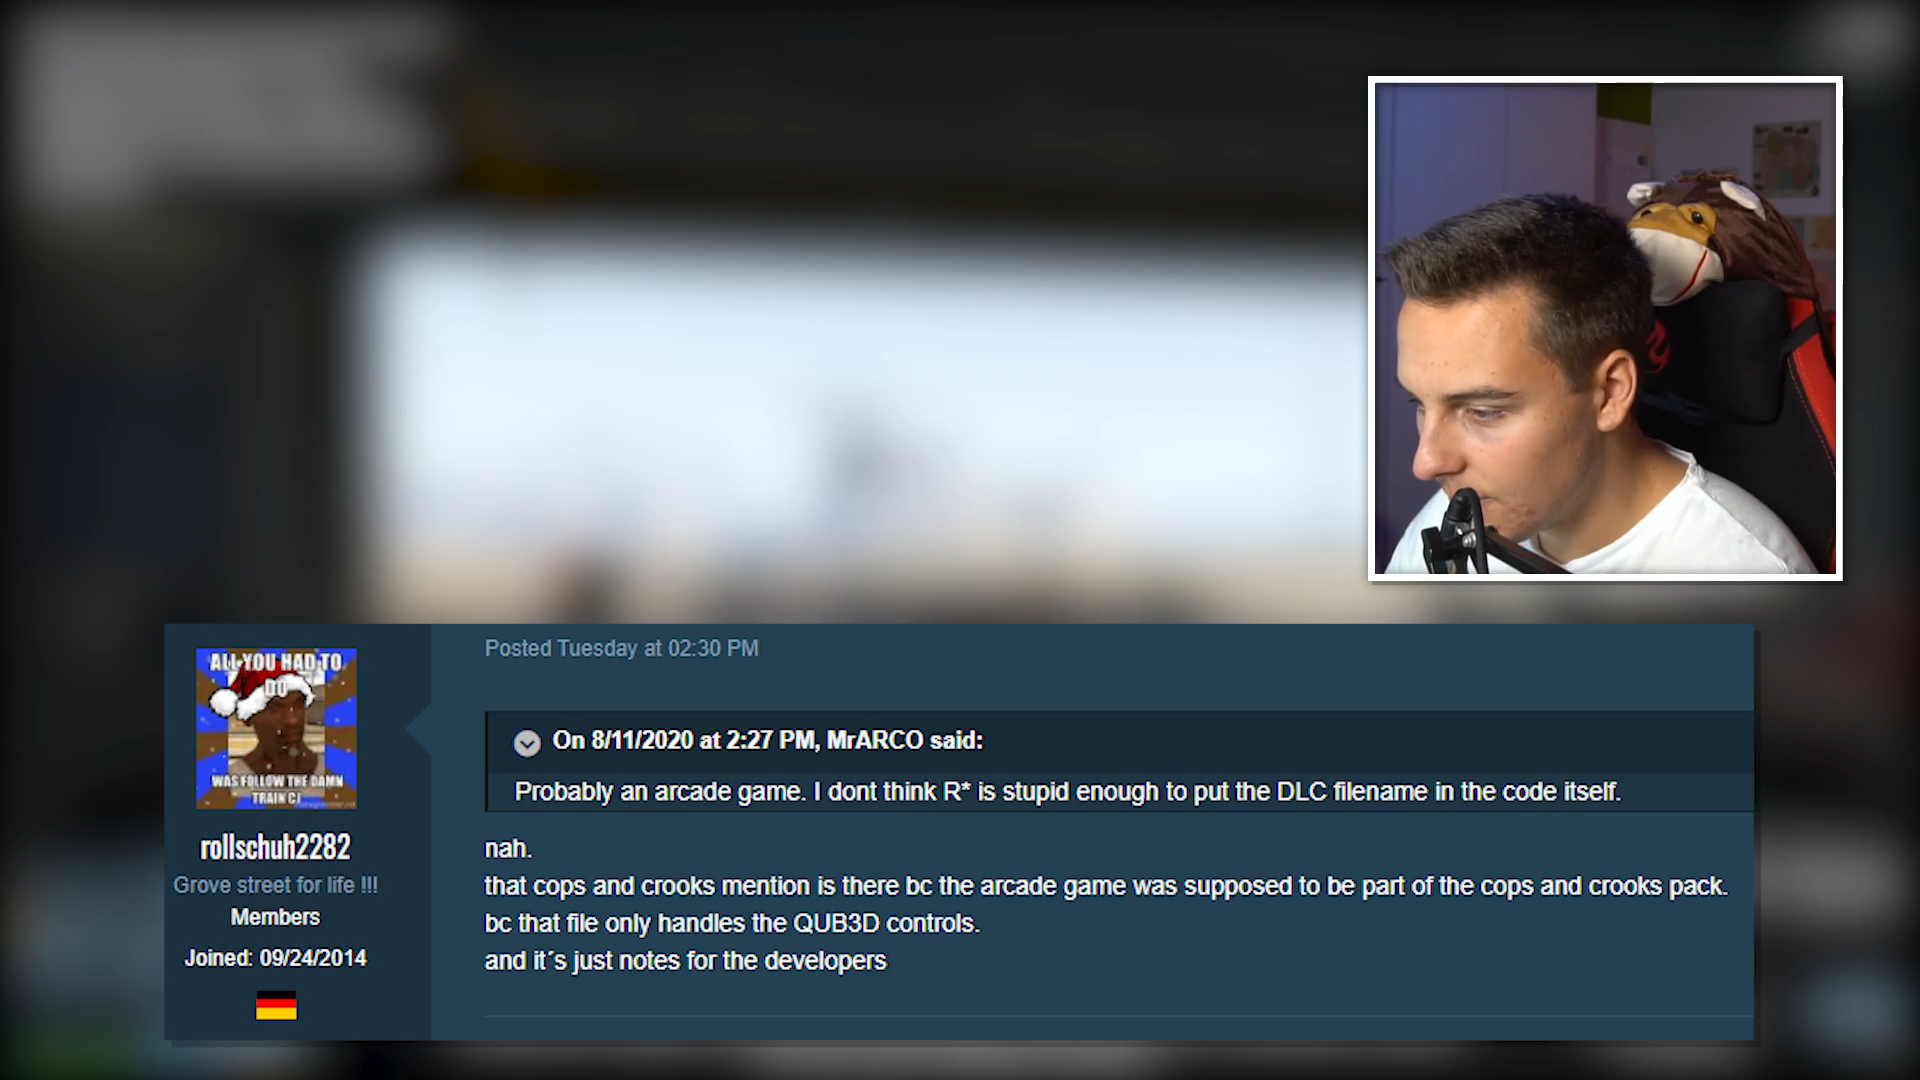 Posted Tuesday at 02:30 PM
ALL YOU HAD TO
DO
WAS FOLLOW THE DAMN
TRAIN CJ
rollschuh2282
Grove street for life !!!
Members
Joined: 09/24/2014
On 8/11/2020 at 2:27 PM, MrARCO said:
Probably an arcade game. I dont think R* is stupid enough to put the DLC filename in the code itself.
nah.
that cops and crooks mention is there bc the arcade game was supposed to be part of the cops and crooks pack.
bc that file only handles the QUB3D controls.
and it´s just notes for the developers